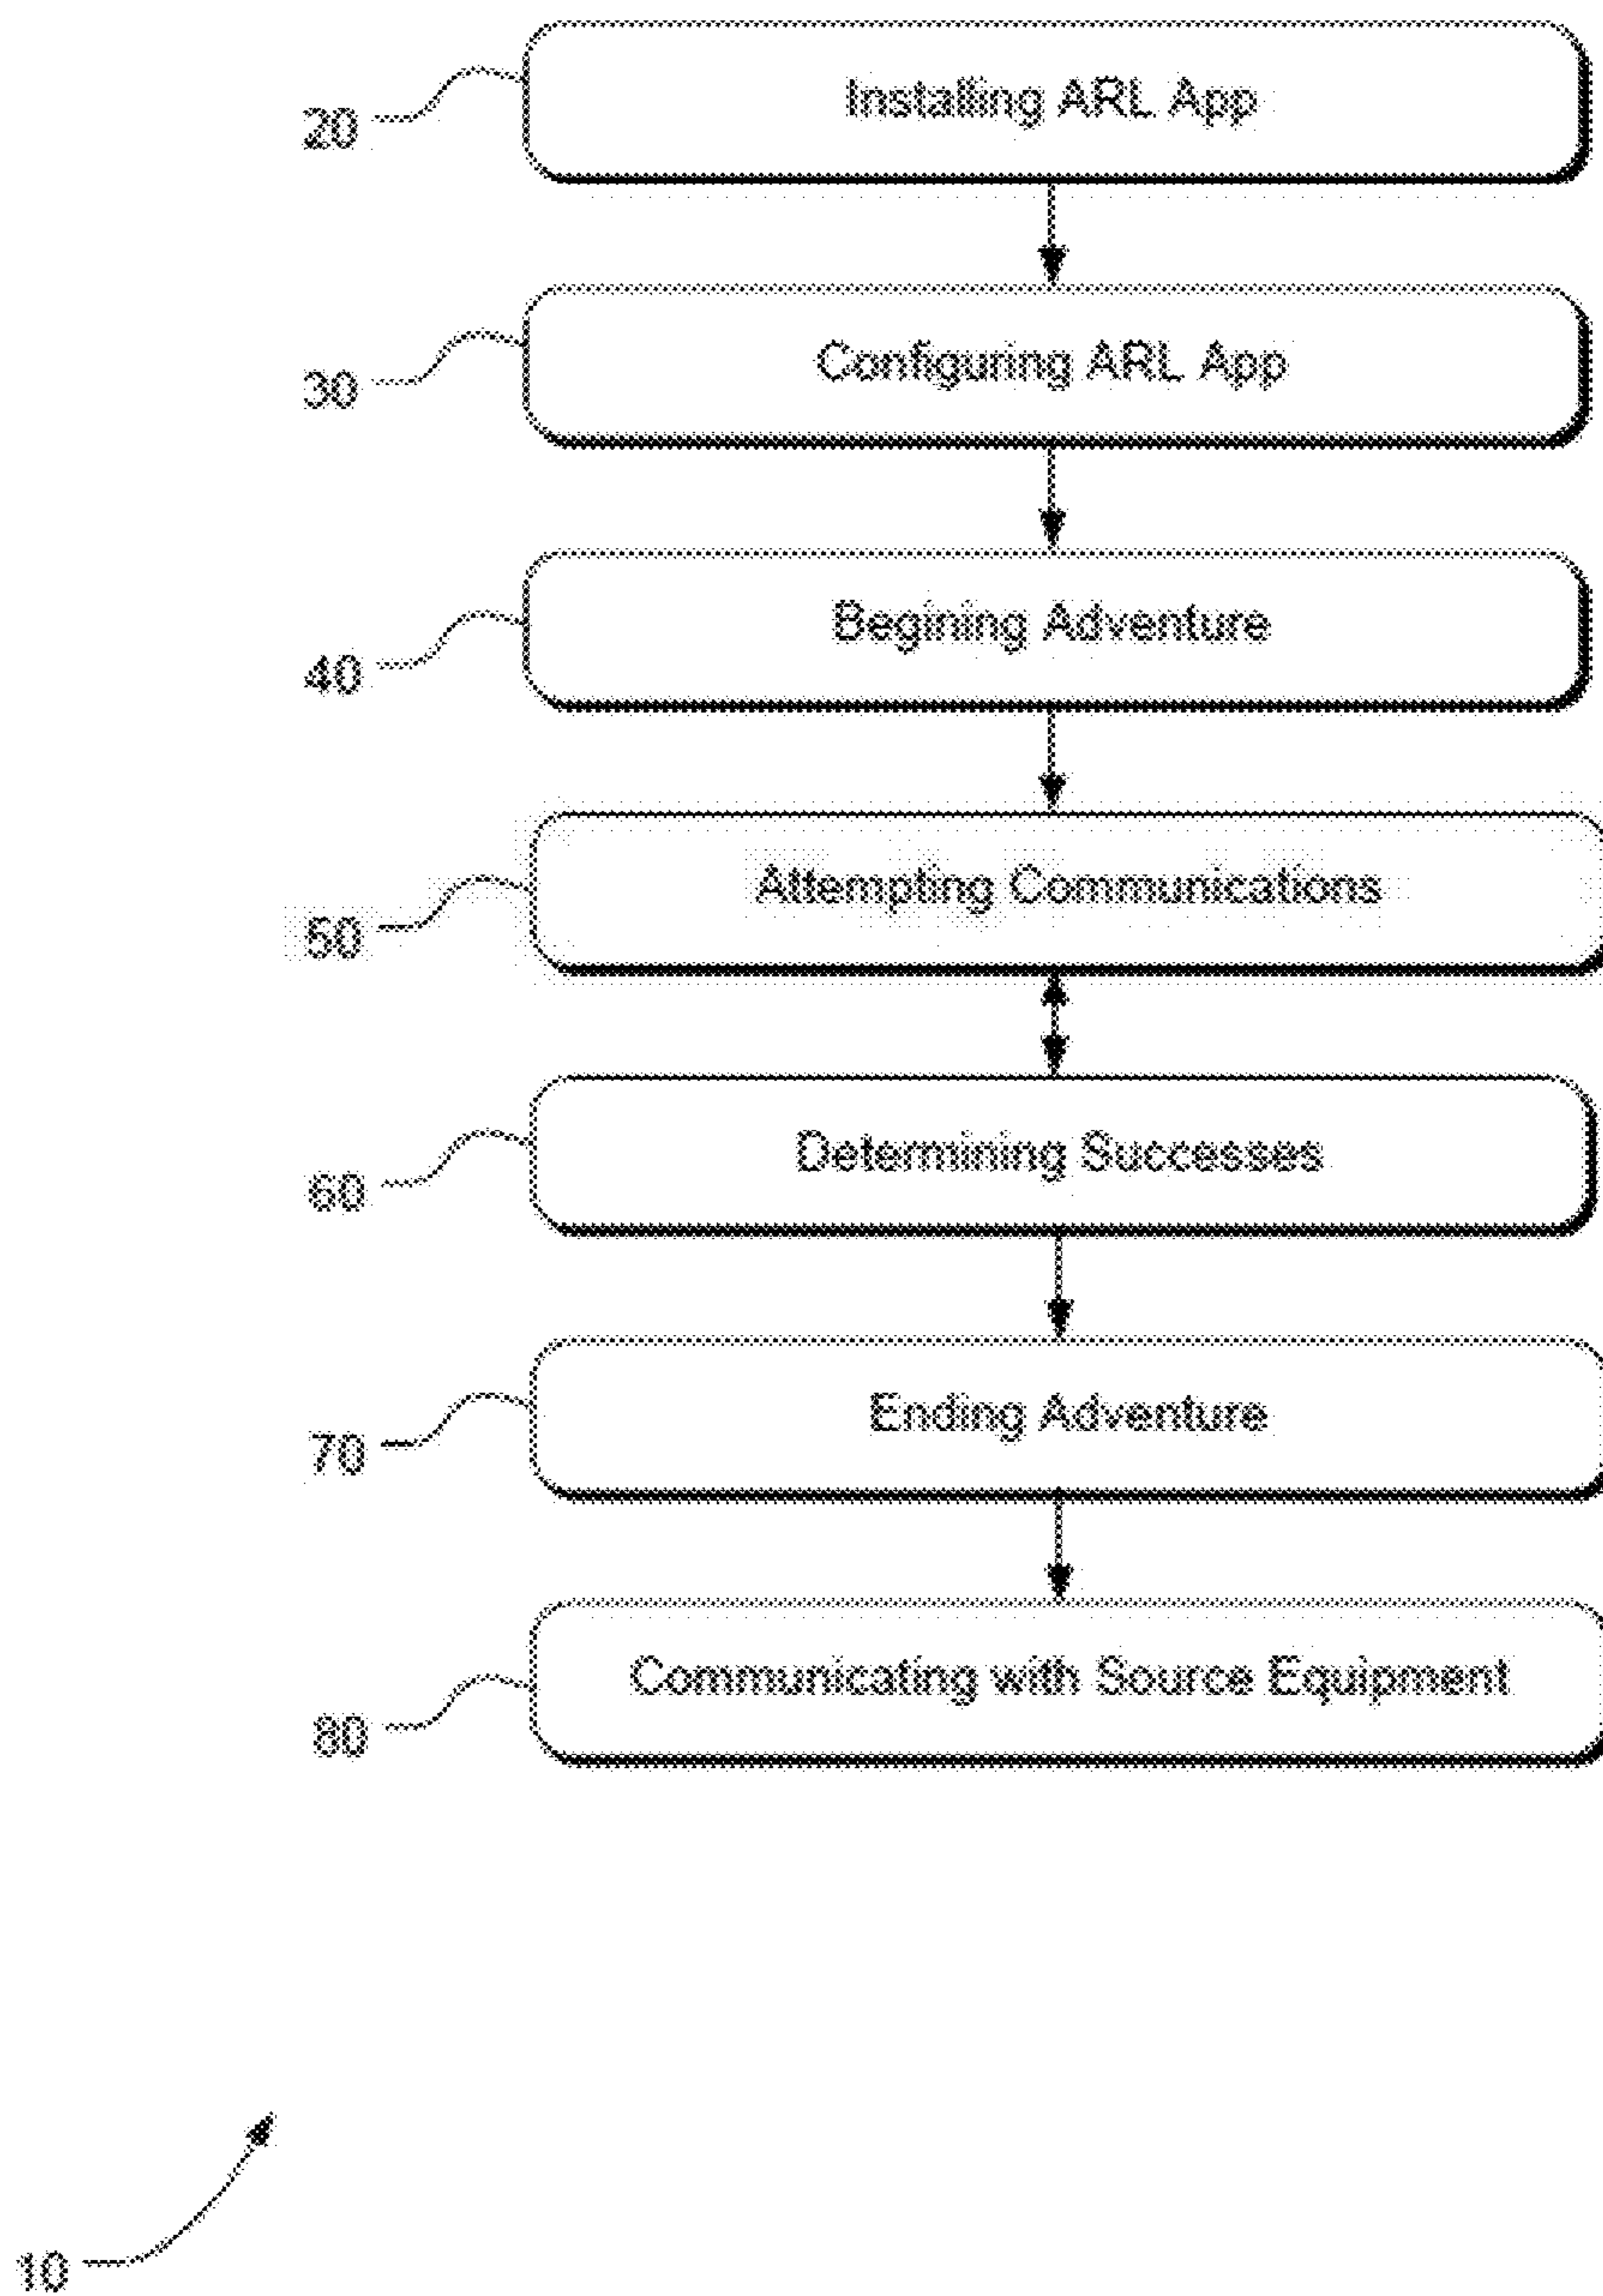 Installing ARL App
20
Configuring ARL App
30
Begining Adventure
40
Attempting Communications
50
Determining Successes
60
Ending Adventure
70
Communicating with Source Equipment
80
10